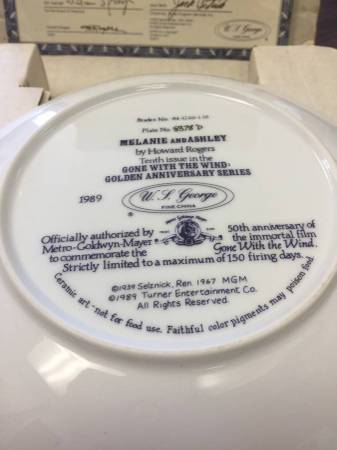 Plate No. 8378 D
MELANIE AND ASHLEY
by Howard Rogers
Tenth issue in the
GONE WITH THE WIND:
GOLDEN ANNIVERSARY SERIES
1989
W. S. George
FINE CHINA
Officially authorized by
Metro-Goldwyn-Mayer
to commemorate the
50th anniversary of
the immortal film
Gone With the Wind.
Strictly limited to a maximum of 150 firing days.
©1939 Selznick, Ren. 1967 MGM
©1989 Turner Entertainment Co.
All Rights Reserved.
Ceramic art-not for food use. Faithful color pigments may poison food.